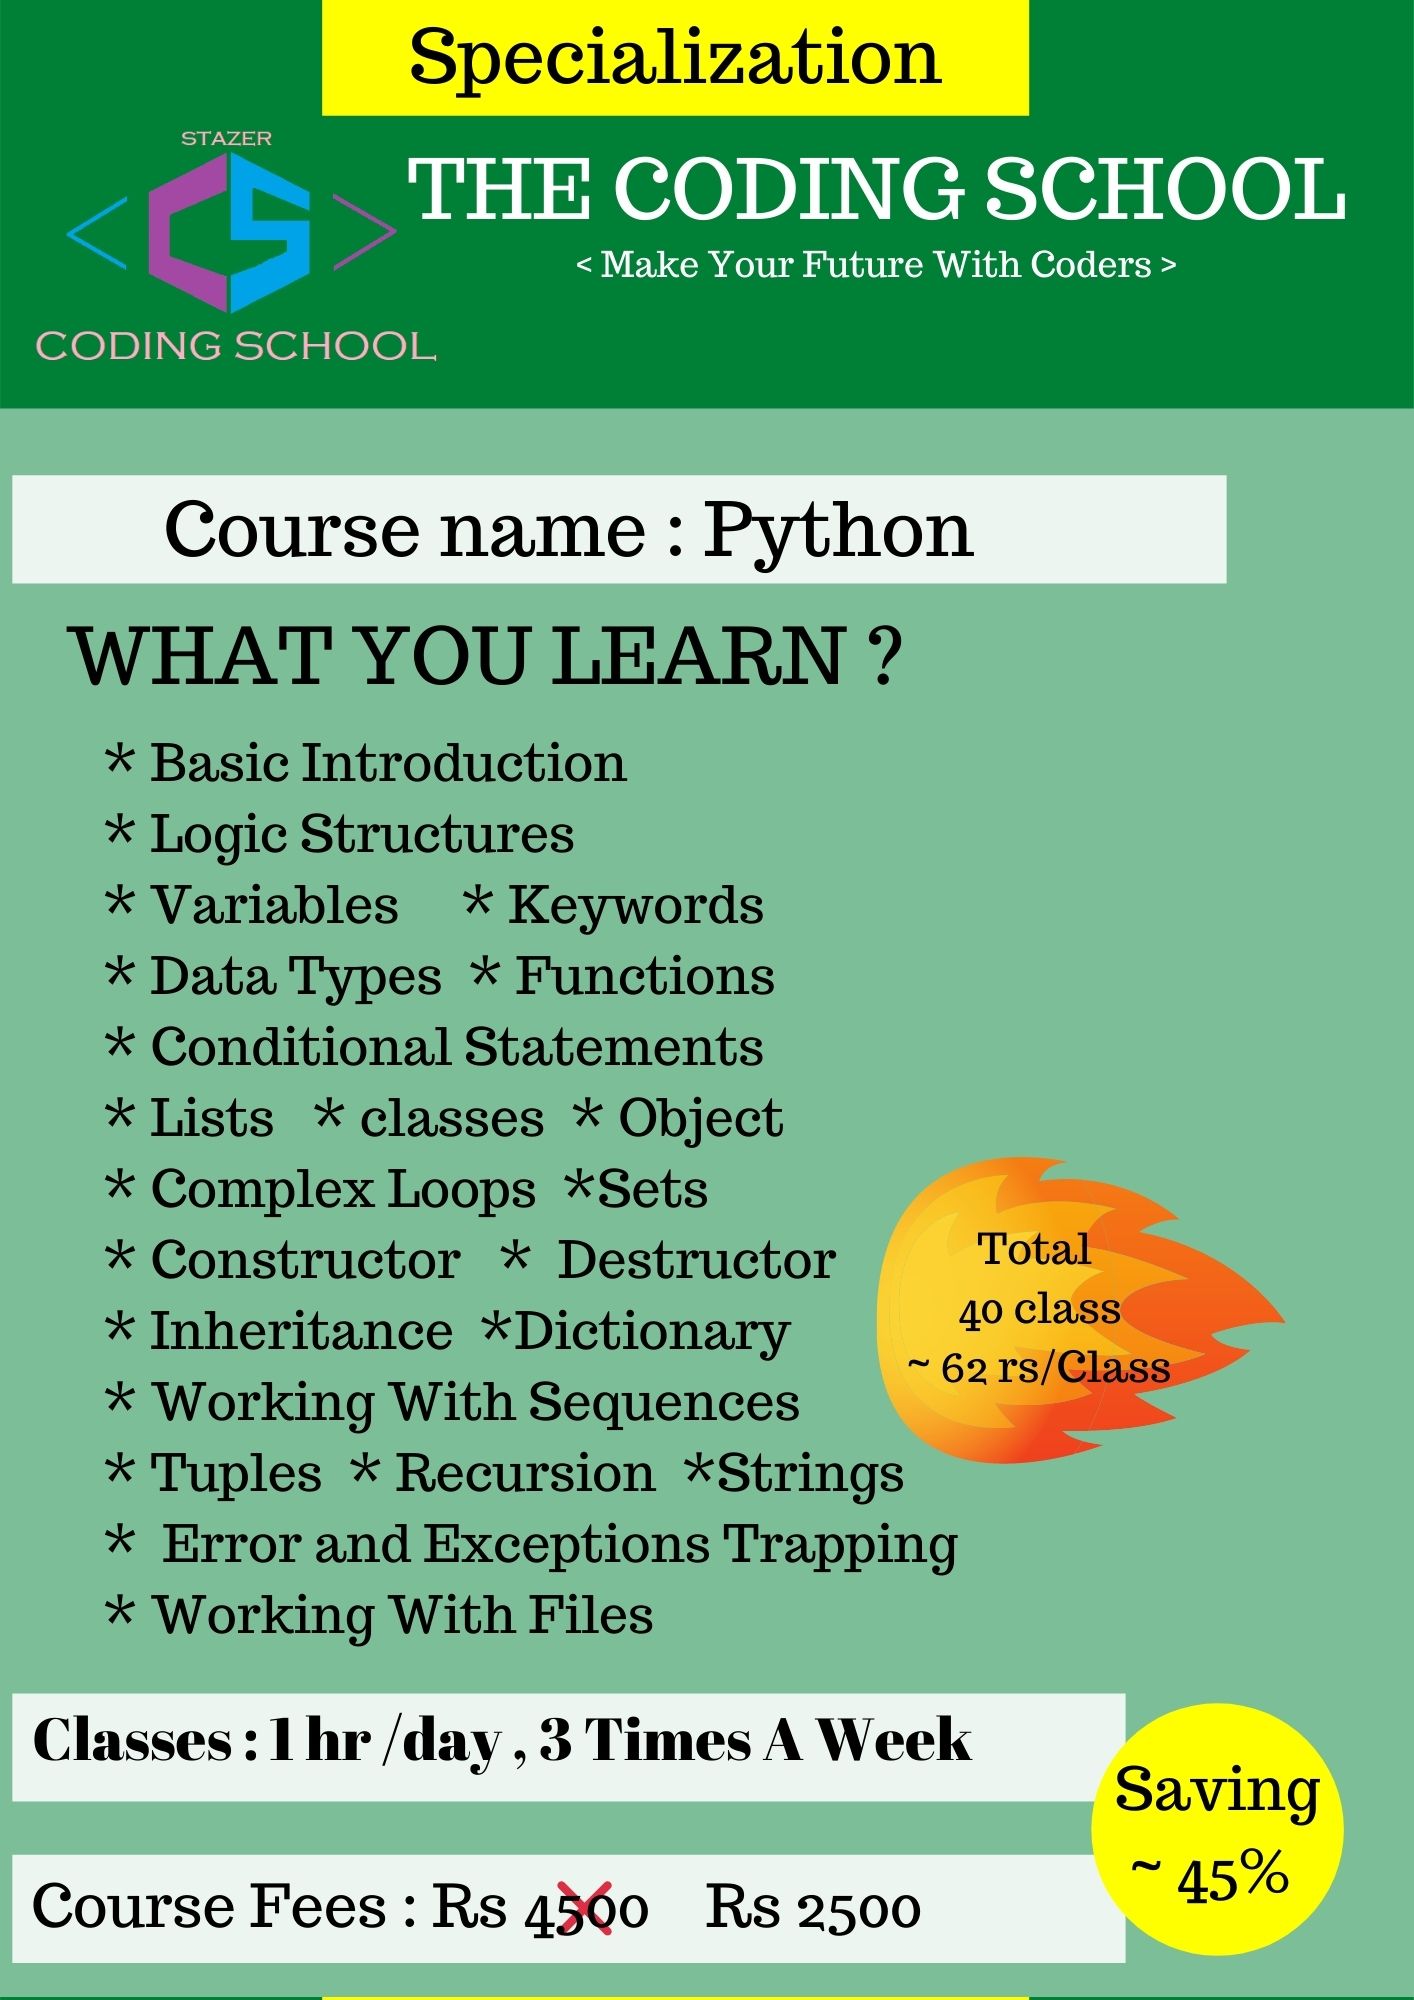 Specialization
STAZER
CS
CODING SCHOOL
THE CODING SCHOOL
< Make Your Future With Coders >
Course name : Python
WHAT YOU LEARN ?
* Basic Introduction
* Logic Structures
* Variables * Keywords
* Data Types * Functions
* Conditional Statements
* Lists * classes * Object
* Complex Loops *Sets
* Constructor * Destructor
* Inheritance *Dictionary
* Working With Sequences
* Tuples * Recursion *Strings
* Error and Exceptions Trapping
* Working With Files
Total
40 class
~ 62 rs/Class
Classes : 1 hr /day , 3 Times A Week
Course Fees : Rs 4500 Rs 2500
Saving
~ 45%